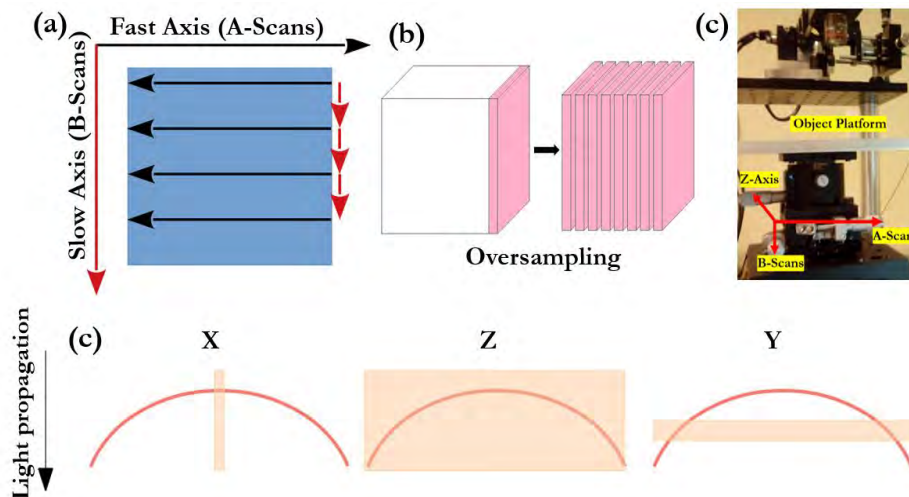 (a)
Fast Axis (A-Scans)
Slow Axis (B-Scans)
(b)
Oversampling
(c)
Object Platform
Z-Axis
A-Scan
B-Scans
(c)
X
Z
Y
Light propagation